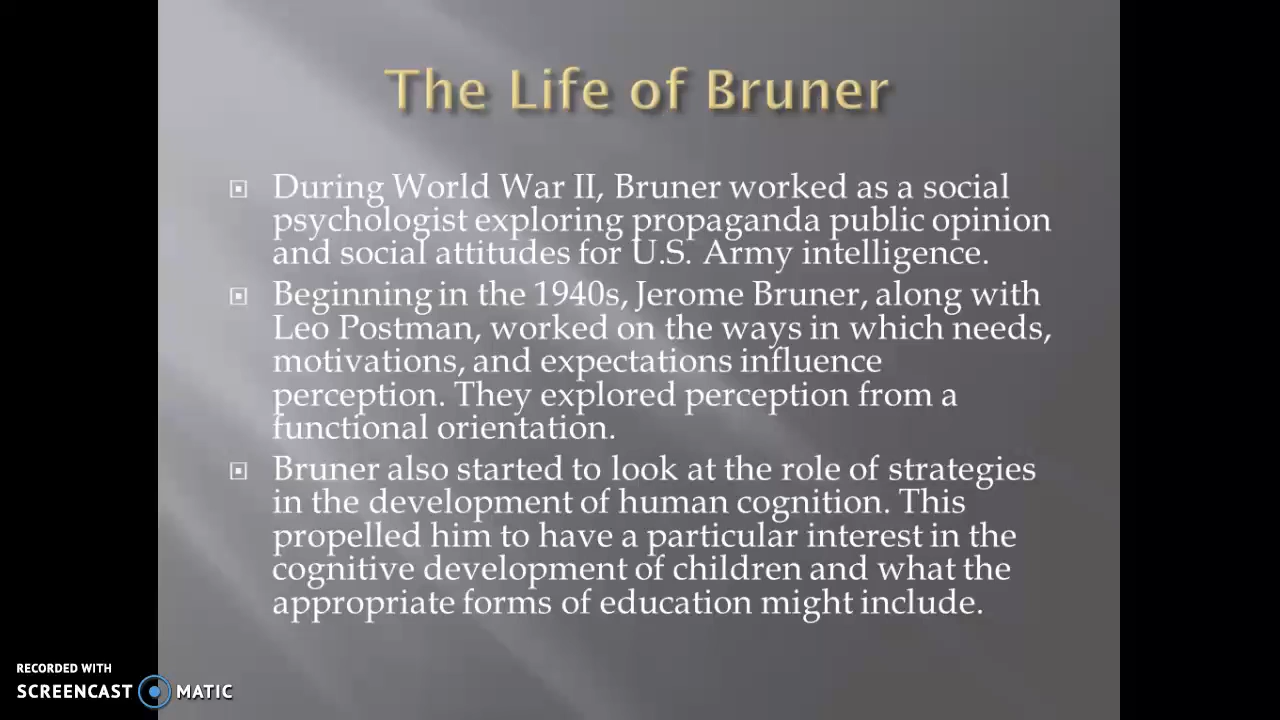 The Life of Bruner
During World War II, Bruner worked as a social
psychologist exploring propaganda public opinion
and social attitudes for U.S. Army intelligence.
Beginning in the 1940s, Jerome Bruner, along with
Leo Postman, worked on the ways in which needs,
motivations, and expectations influence
perception. They explored perception from a
functional orientation.
Bruner also started to look at the role of strategies
in the development of human cognition. This
propelled him to have a particular interest in the
cognitive development of children and what the
appropriate forms of education might include.
RECORDED WITH
SCREENCAST MATIC